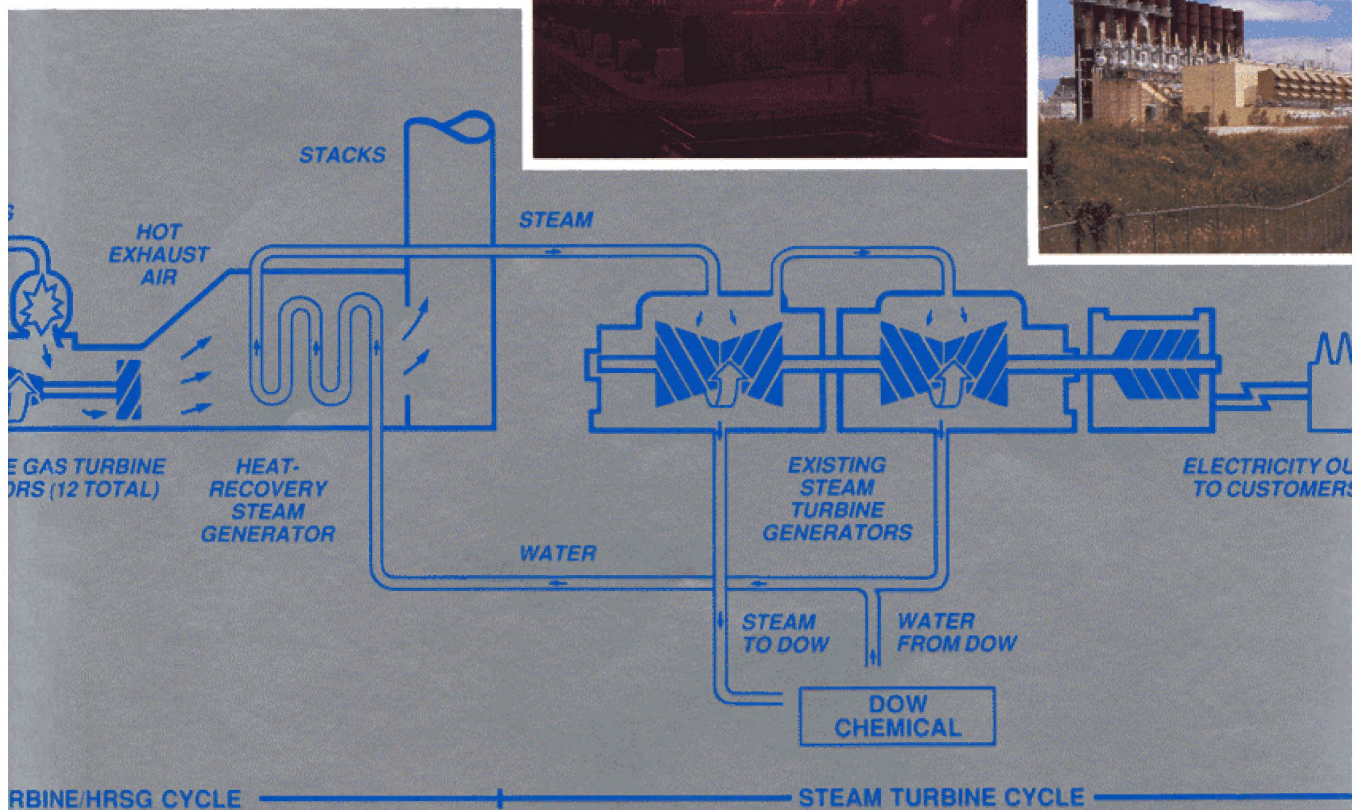 STACKS
STEAM
HOT
EXHAUST
AIR
E GAS TURBINE
ORS (12 TOTAL)
HEAT-
RECOVERY
STEAM
GENERATOR
EXISTING
STEAM
TURBINE
GENERATORS
ELECTRICITY OU
TO CUSTOMERS
WATER
STEAM
TO DOW
WATER
FROM DOW
DOW
CHEMICAL
RBINE/HRSG CYCLE
STEAM TURBINE CYCLE